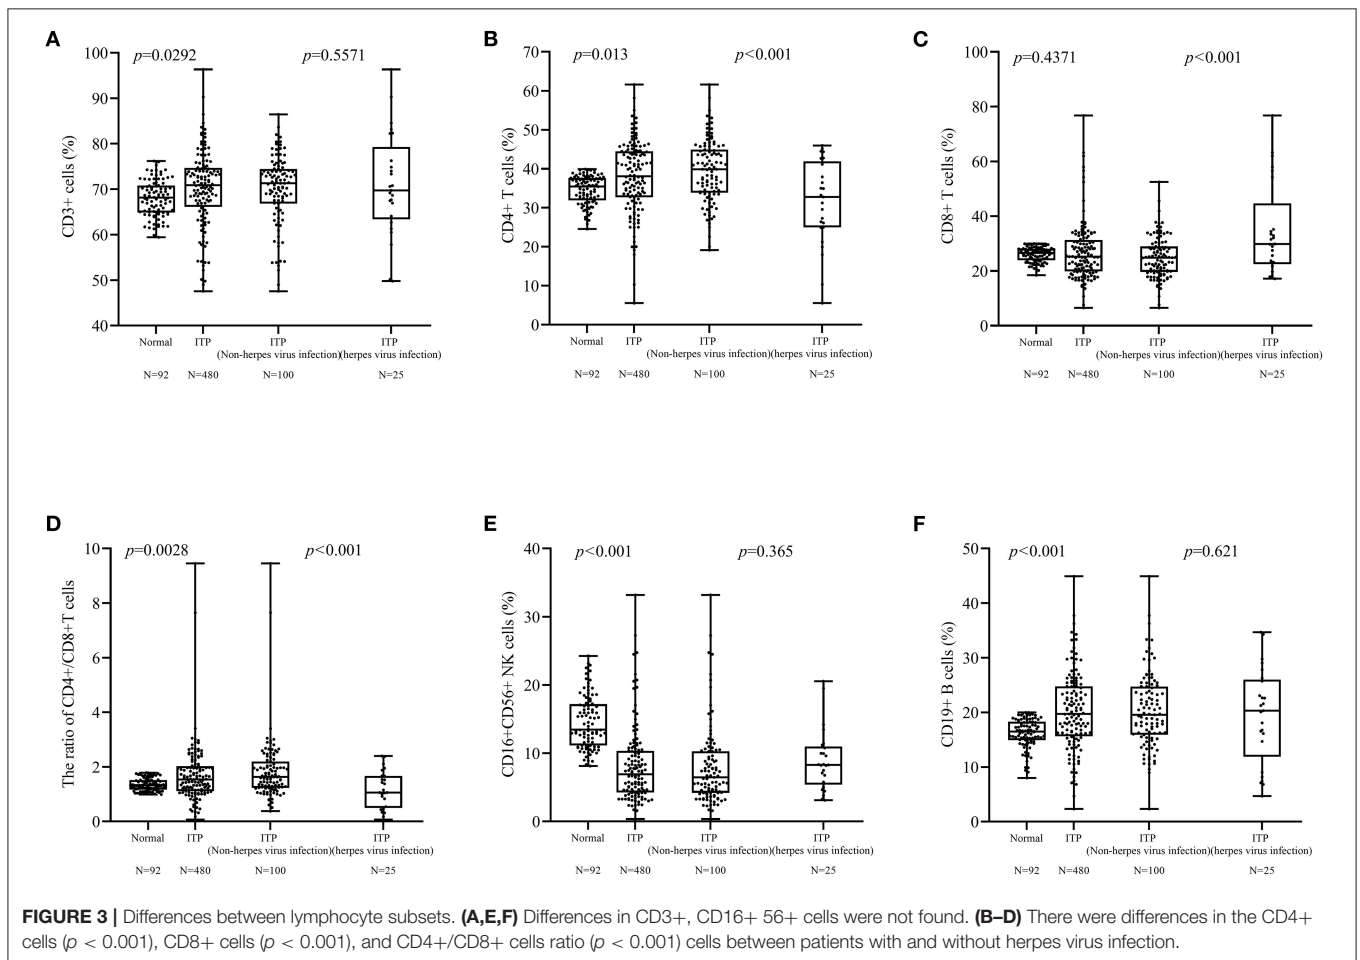 A
p=0.0292
p=0.5571
CD3+ cells (%)
100
90
80
70
60
50
40
Normal
ITP
ITP
ITP
(Non-herpes virus infection)(herpes virus infection)
N=92
N=480
N=100
N=25
B
p=0.013
p<0.001
CD4+ T cells (%)
70
60
50
40
30
20
10
0
Normal
ITP
ITP
ITP
(Non-herpes virus infection)(herpes virus infection)
N=92
N=480
N=100
N=25
C
p=0.4371
p<0.001
CD8+ T cells (%)
100
80
60
40
20
0
Normal
ITP
ITP
ITP
(Non-herpes virus infection)(herpes virus infection)
N=92
N=480
N=100
N=25
D
p=0.0028
p<0.001
The ratio of CD4+/CD8+T cells
10
8
6
4
2
0
Normal
ITP
ITP
ITP
(Non-herpes virus infection)(herpes virus infection)
N=92
N=480
N=100
N=25
E
p<0.001
p=0.365
CD16+CD56+ NK cells (%)
40
30
20
10
0
Normal
ITP
ITP
ITP
(Non-herpes virus infection)(herpes virus infection)
N=92
N=480
N=100
N=25
F
p<0.001
p=0.621
CD19+ B cells (%)
50
40
30
20
10
0
Normal
ITP
ITP
ITP
(Non-herpes virus infection)(herpes virus infection)
N=92
N=480
N=100
N=25
FIGURE 3 | Differences between lymphocyte subsets. (A,E,F) Differences in CD3+, CD16+ 56+ cells were not found. (B–D) There were differences in the CD4+
cells (p < 0.001), CD8+ cells (p < 0.001), and CD4+/CD8+ cells ratio (p < 0.001) cells between patients with and without herpes virus infection.